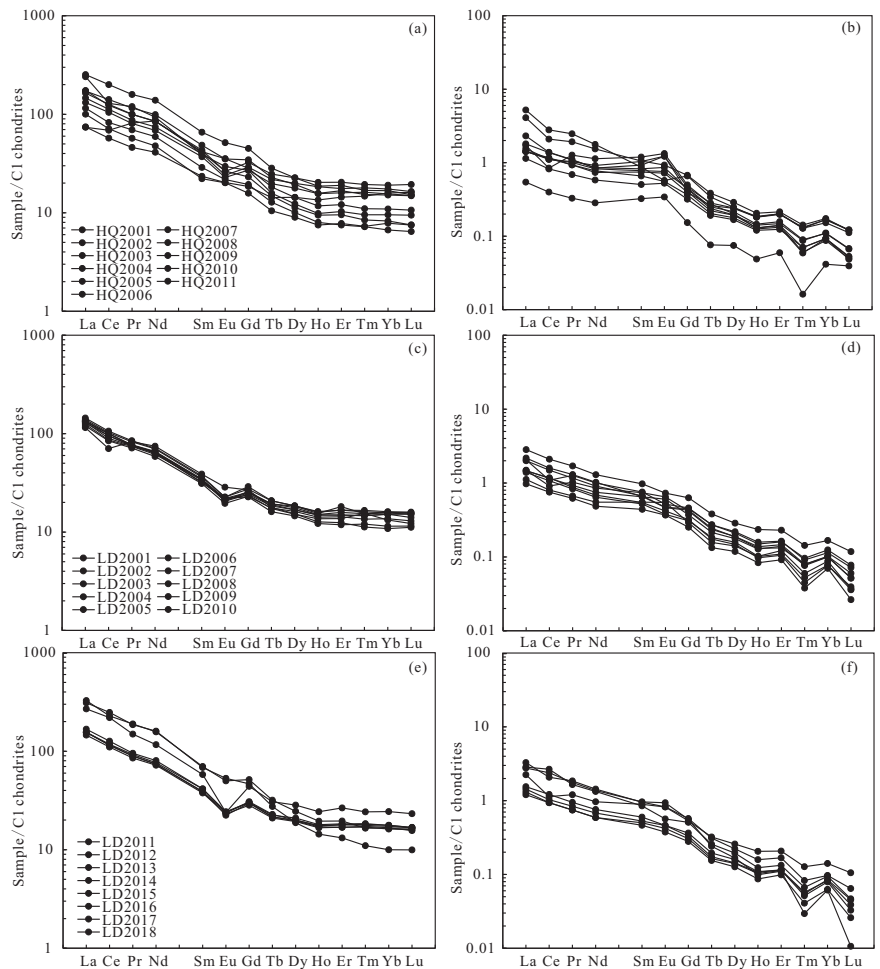 (a)
Sample/C1 chondrites
1000
100
10
1
HQ2001 HQ2007
HQ2002 HQ2008
HQ2003 HQ2009
HQ2004 HQ2010
HQ2005 HQ2011
HQ2006
La Ce Pr Nd Sm Eu Gd Tb Dy Ho Er Tm Yb Lu
(b)
Sample/C1 chondrites
100
10
1
0.1
0.01
La Ce Pr Nd Sm Eu Gd Tb Dy Ho Er Tm Yb Lu
(c)
Sample/C1 chondrites
1000
100
10
1
LD2001 LD2006
LD2002 LD2007
LD2003 LD2008
LD2004 LD2009
LD2005 LD2010
La Ce Pr Nd Sm Eu Gd Tb Dy Ho Er Tm Yb Lu
(d)
Sample/C1 chondrites
100
10
1
0.1
0.01
La Ce Pr Nd Sm Eu Gd Tb Dy Ho Er Tm Yb Lu
(e)
Sample/C1 chondrites
1000
100
10
1
LD2011
LD2012
LD2013
LD2014
LD2015
LD2016
LD2017
LD2018
La Ce Pr Nd Sm Eu Gd Tb Dy Ho Er Tm Yb Lu
(f)
Sample/C1 chondrites
100
10
1
0.1
0.01
La Ce Pr Nd Sm Eu Gd Tb Dy Ho Er Tm Yb Lu